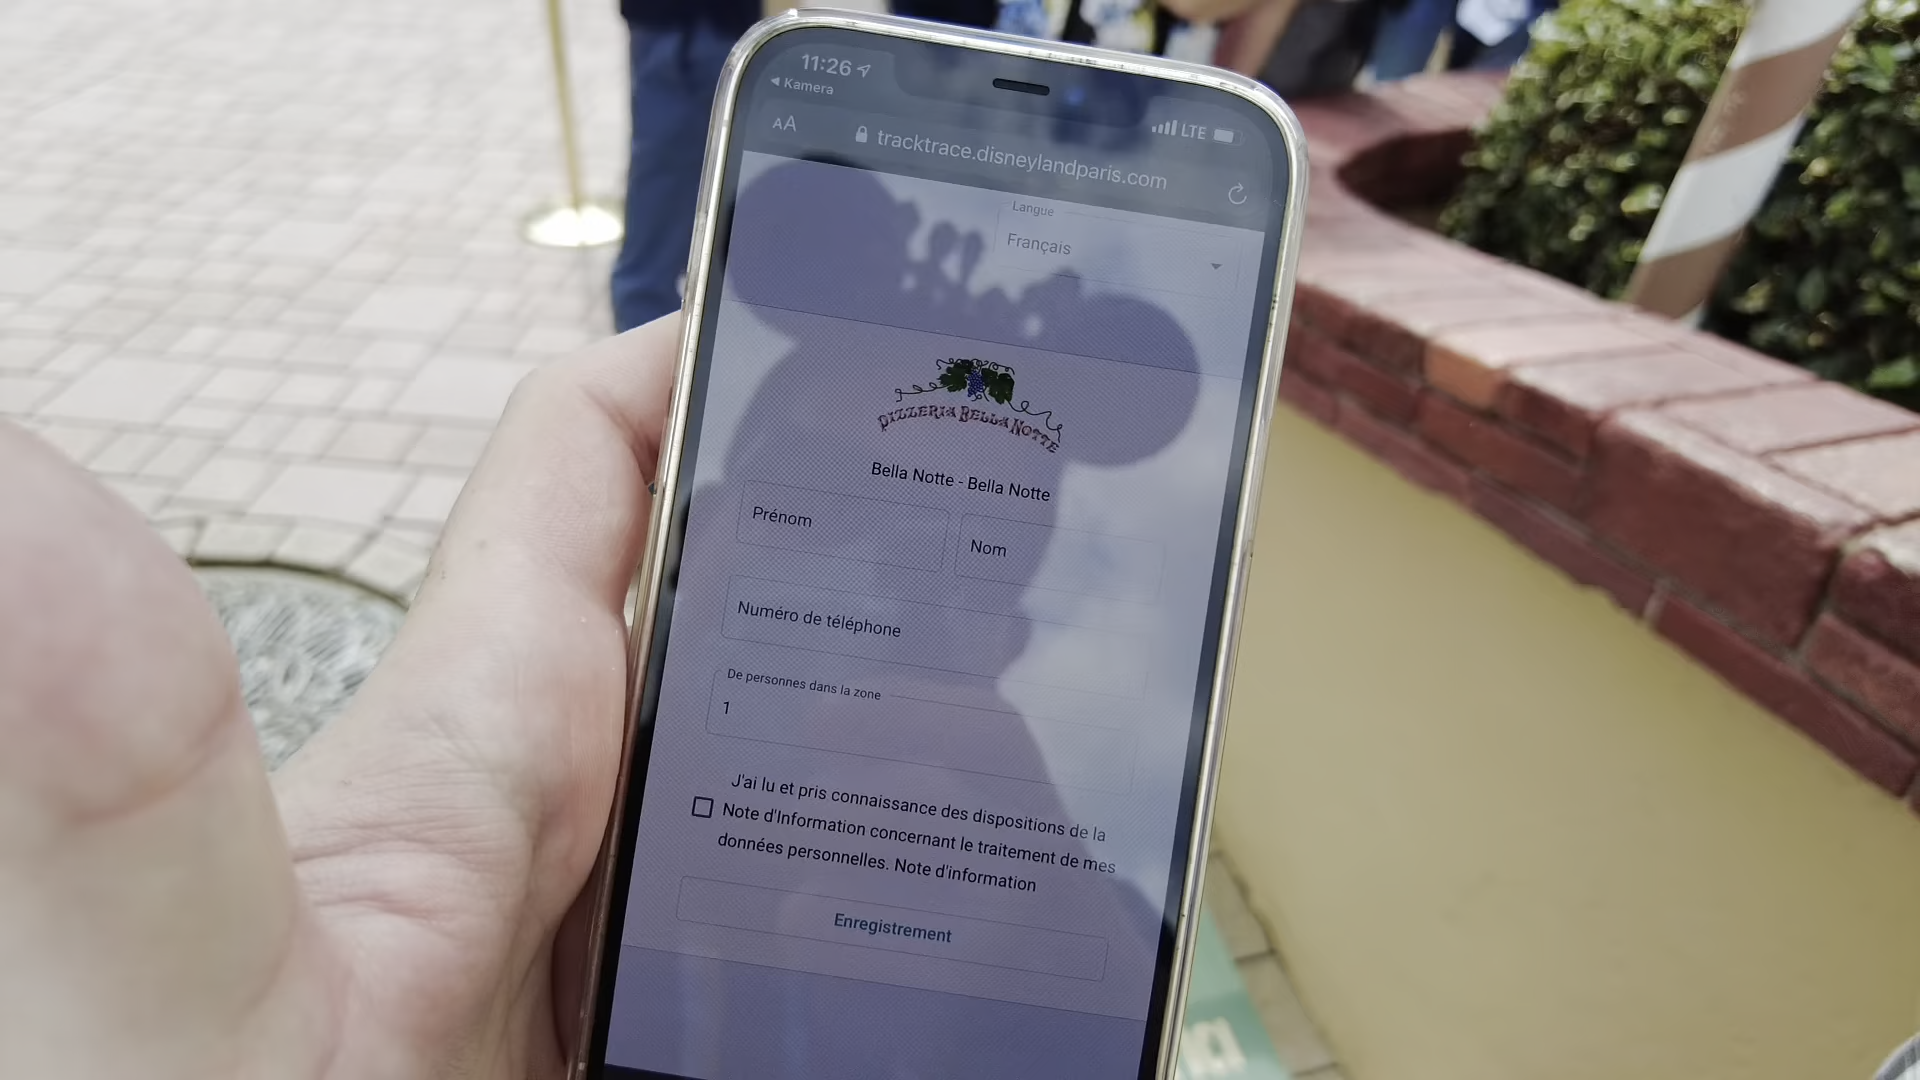 11:26
Kamera
LTE
AA
tracktrace.disneylandparis.com
Langue
Français
PIZZERIA BELLA NOTTE
Bella Notte - Bella Notte
Prénom
Nom
Numéro de téléphone
De personnes dans la zone
1
J'ai lu et pris connaissance des dispositions de la
Note d'Information concernant le traitement de mes
données personnelles. Note d'information
Enregistrement